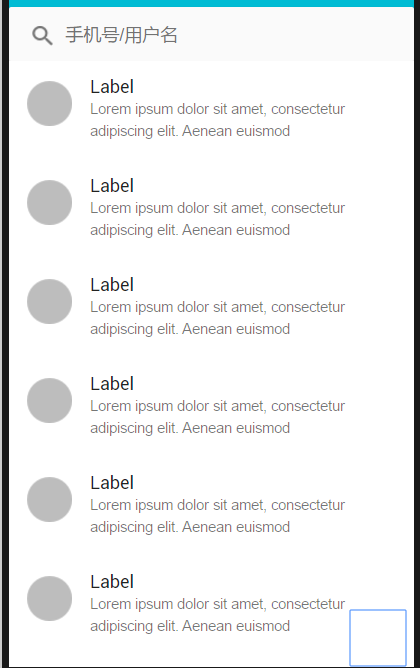 手机号/用户名
Label
Lorem ipsum dolor sit amet, consectetur
adipiscing elit. Aenean euismod
Label
Lorem ipsum dolor sit amet, consectetur
adipiscing elit. Aenean euismod
Label
Lorem ipsum dolor sit amet, consectetur
adipiscing elit. Aenean euismod
Label
Lorem ipsum dolor sit amet, consectetur
adipiscing elit. Aenean euismod
Label
Lorem ipsum dolor sit amet, consectetur
adipiscing elit. Aenean euismod
Label
Lorem ipsum dolor sit amet, consectetur
adipiscing elit. Aenean euismod